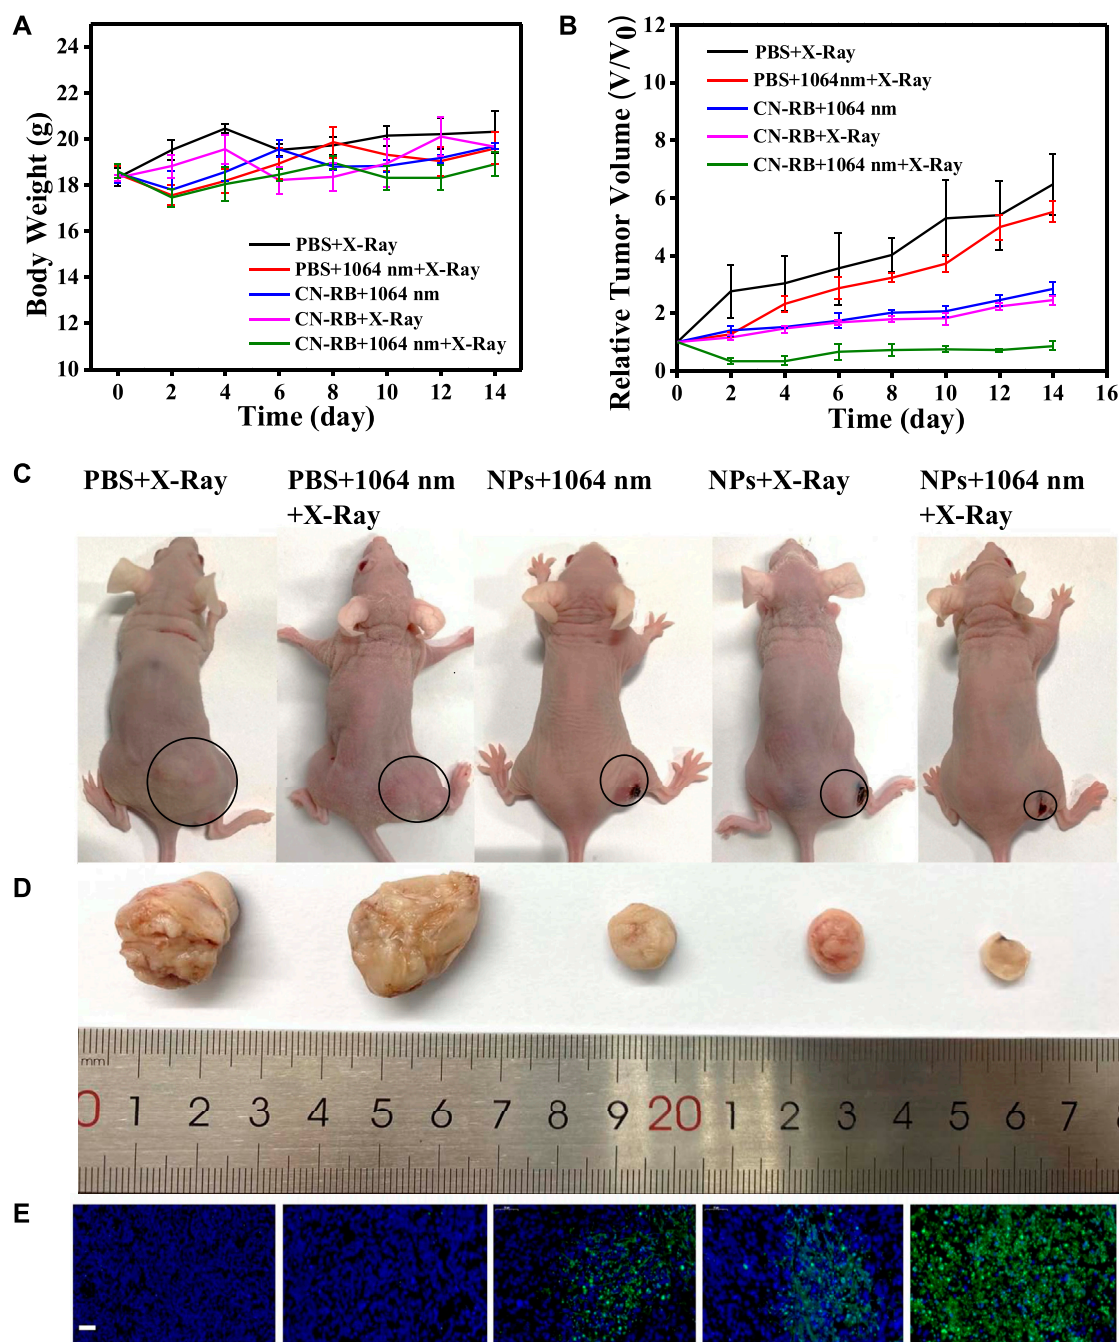 A
24
22
20
18
16
14
12
10
Body Weight (g)
PBS+X-Ray
PBS+1064 nm+X-Ray
CN-RB+1064 nm
CN-RB+X-Ray
CN-RB+1064 nm+X-Ray
0 2 4 6 8 10 12 14
Time (day)
B
12
10
8
6
4
2
0
Relative Tumor Volume (V/V0)
PBS+X-Ray
PBS+1064nm+X-Ray
CN-RB+1064 nm
CN-RB+X-Ray
CN-RB+1064 nm+X-Ray
0 2 4 6 8 10 12 14 16
Time (day)
C
PBS+X-Ray
PBS+1064 nm
+X-Ray
NPs+1064 nm
NPs+X-Ray
NPs+1064 nm
+X-Ray
D
mm
0 1 2 3 4 5 6 7 8 9 20 1 2 3 4 5 6 7
E